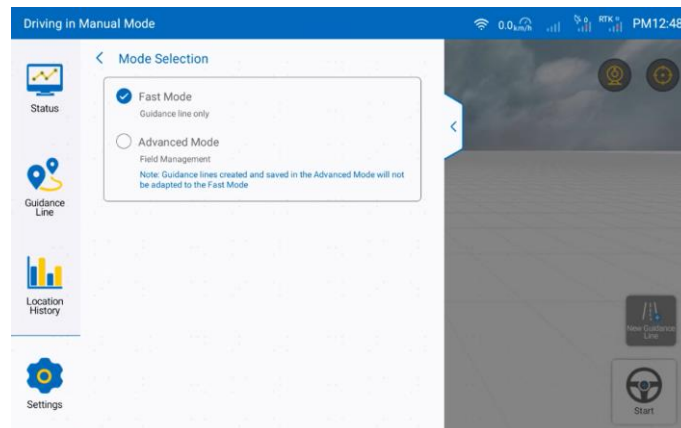 Driving in Manual Mode
0.0km/h
0
RTK
PM12:48
Mode Selection
Status
Fast Mode
Guidance line only
Advanced Mode
Field Management
Note: Guidance lines created and saved in the Advanced Mode will not
be adapted to the Fast Mode
Guidance
Line
Location
History
New Guidance
Line
Settings
Start